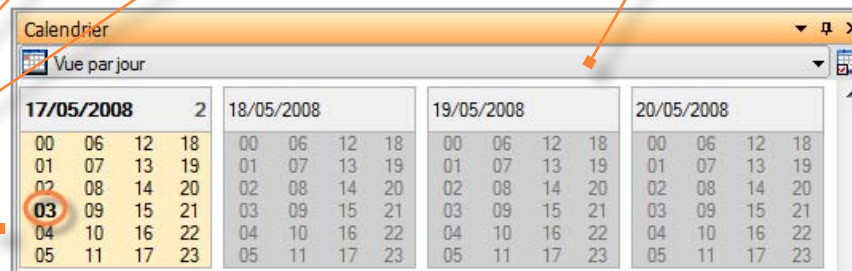 Calendrier
Vue par jour
17/05/2008 2 18/05/2008 19/05/2008 20/05/2008
00 06 12 18 00 06 12 18 00 06 12 18 00 06 12 18
01 07 13 19 01 07 13 19 01 07 13 19 01 07 13 19
02 08 14 20 02 08 14 20 02 08 14 20 02 08 14 20
03 09 15 21 03 09 15 21 03 09 15 21 03 09 15 21
04 10 16 22 04 10 16 22 04 10 16 22 04 10 16 22
05 11 17 23 05 11 17 23 05 11 17 23 05 11 17 23